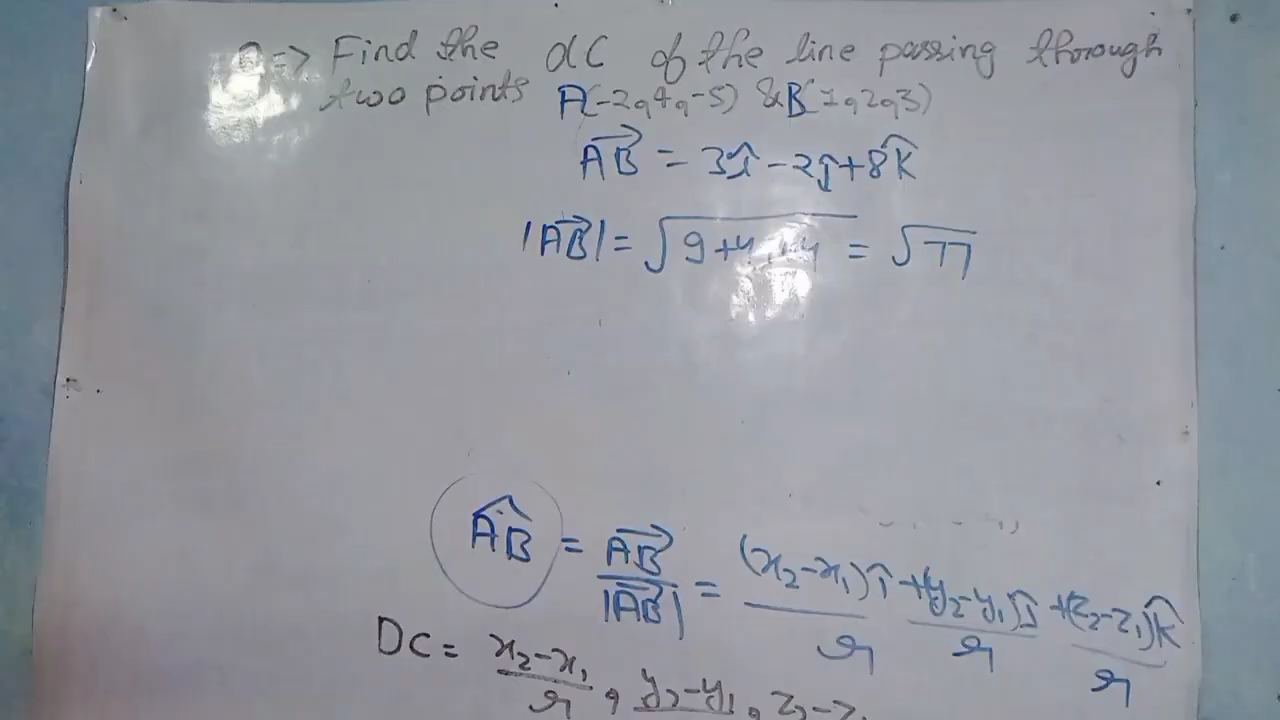 Q => Find the dC of the line passing through
two points A(-2,4,-5) & B(1,2,3)
AB = 3î - 2ĵ + 8k̂
|AB| = √9+4+ = √77
AB = AB/|AB| = (x₂-x₁)î/r + (y₂-y₁)ĵ/r + (z₂-z₁)k̂/r
DC = x₂-x₁/r , y₂-y₁ , z₂-z₁